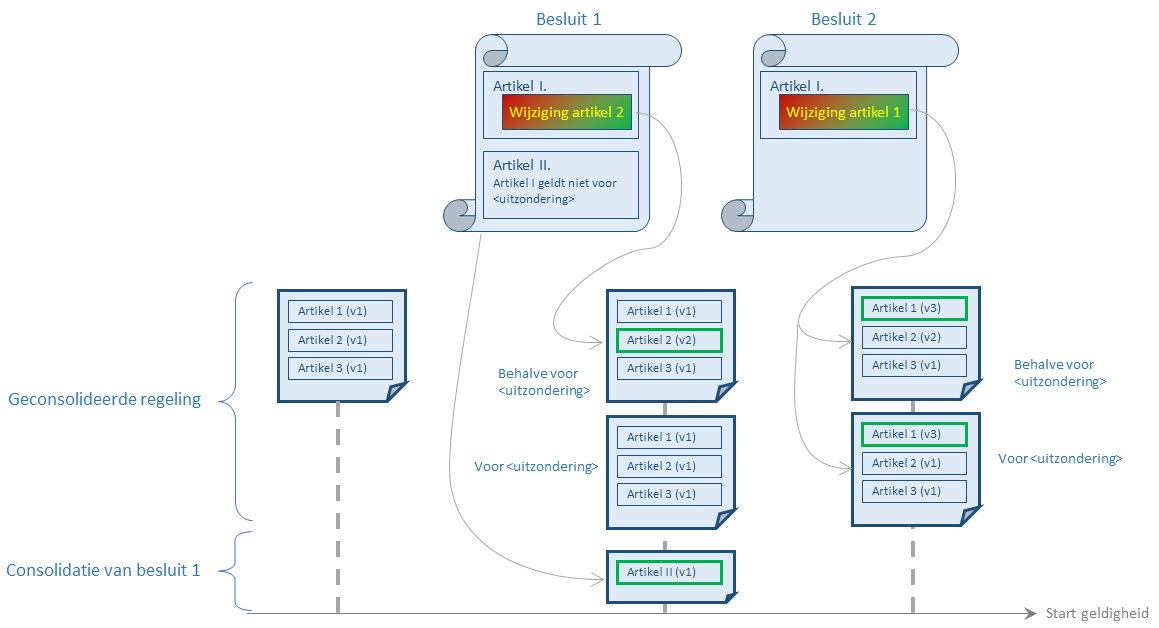 Besluit 1
Besluit 2
Artikel I.
Wijziging artikel 2
Artikel II.
Artikel I geldt niet voor
<uitzondering>
Artikel I.
Wijziging artikel 1
Geconsolideerde regeling
Artikel 1 (v1)
Artikel 2 (v1)
Artikel 3 (v1)
Artikel 1 (v1)
Artikel 2 (v2)
Artikel 3 (v1)
Behalve voor
<uitzondering>
Artikel 1 (v1)
Artikel 2 (v1)
Artikel 3 (v1)
Voor <uitzondering>
Artikel 1 (v3)
Artikel 2 (v2)
Artikel 3 (v1)
Behalve voor
<uitzondering>
Artikel 1 (v3)
Artikel 2 (v1)
Artikel 3 (v1)
Voor <uitzondering>
Consolidatie van besluit 1
Artikel II (v1)
Start geldigheid